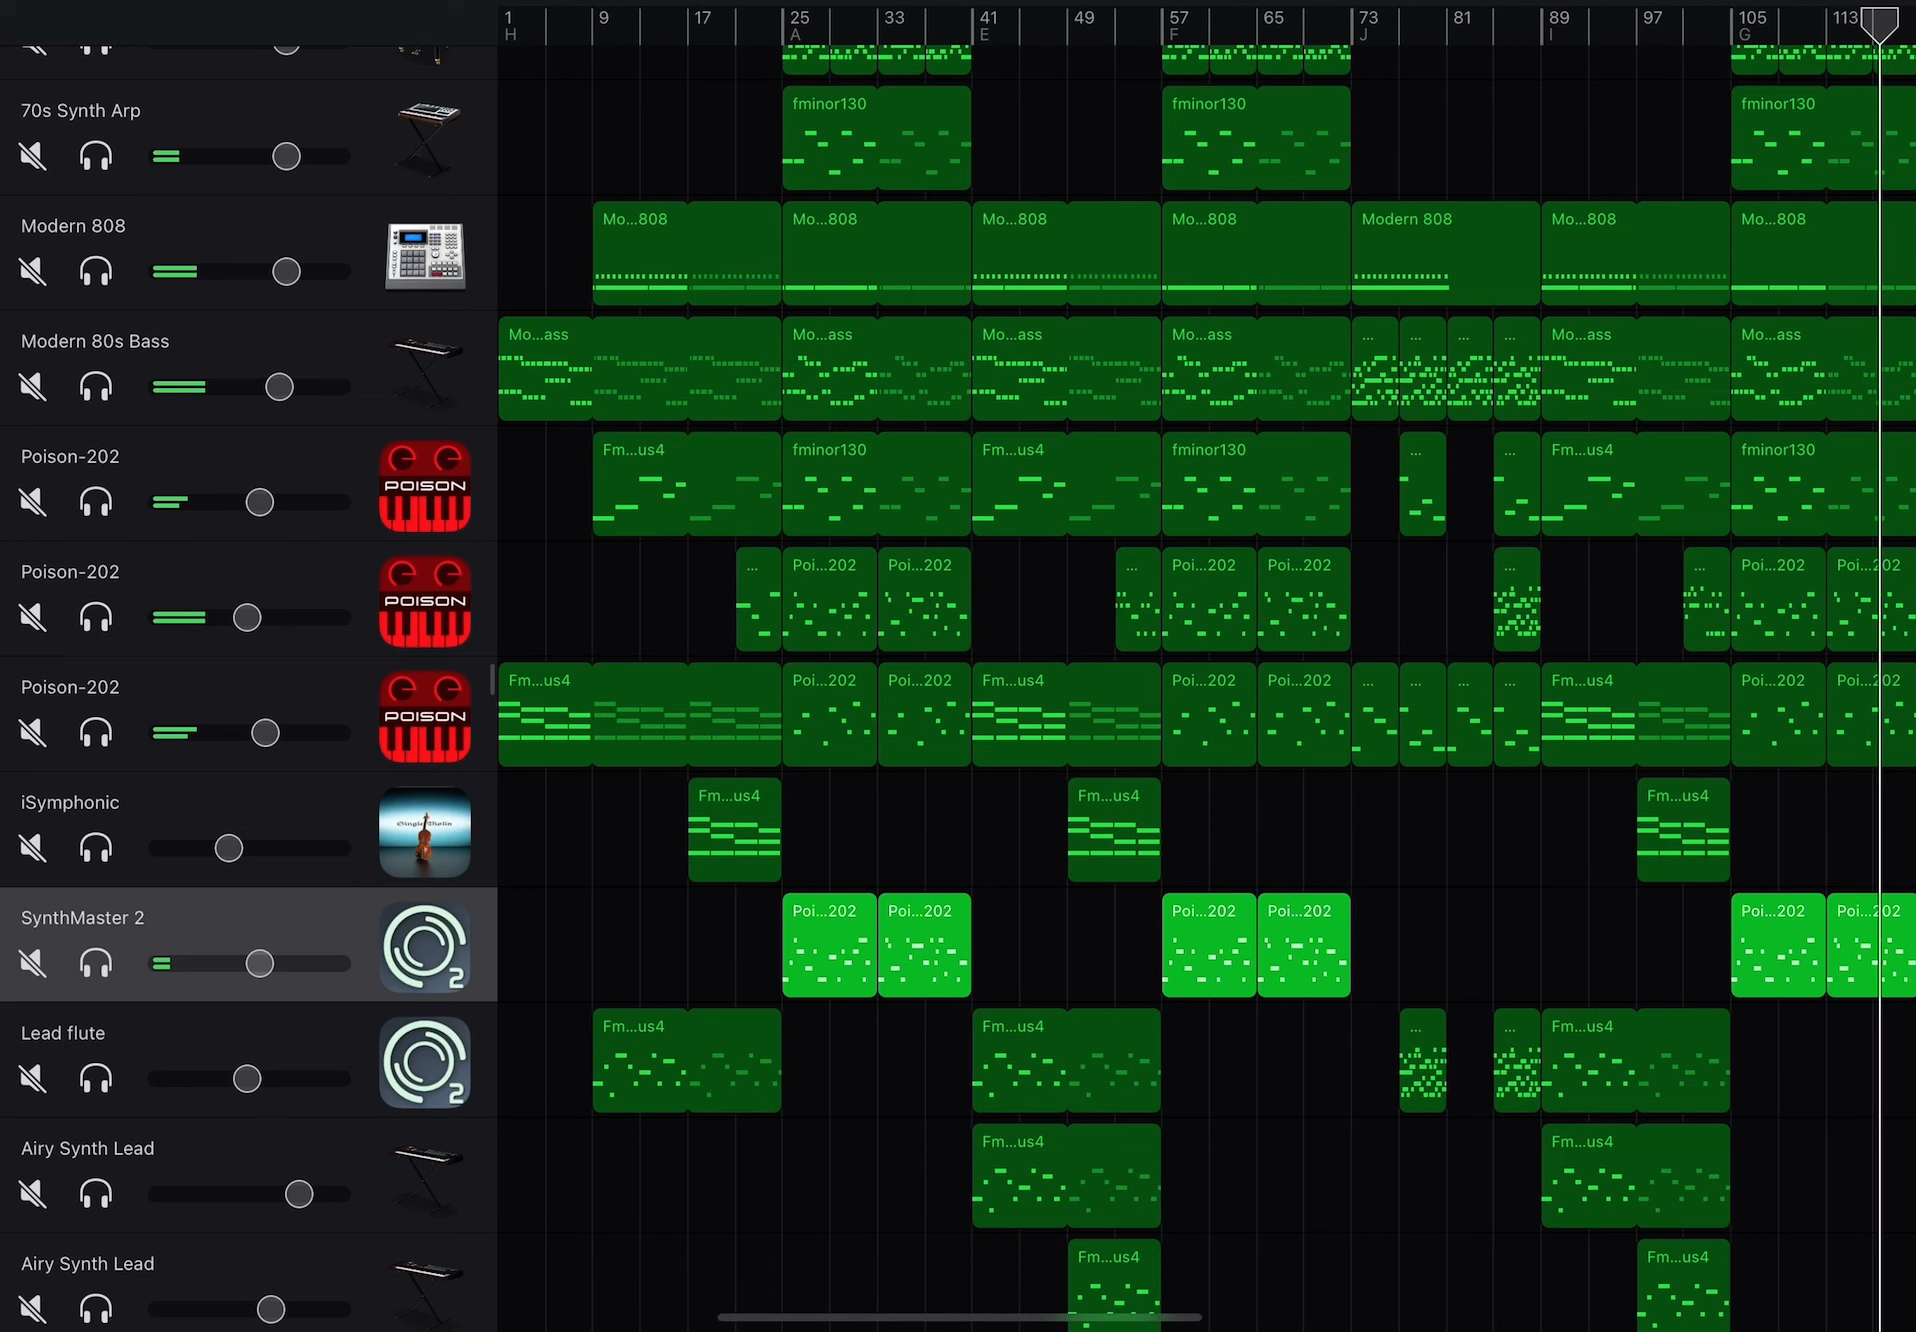 1 9 17 25 33 41 49 57 65 73 81 89 97 105 113
H A E F J I G
70s Synth Arp
fminor130 fminor130 fminor130
Modern 808
Mo...808 Mo...808 Mo...808 Mo...808 Modern 808 Mo...808 Mo...808
Modern 80s Bass
Mo...ass Mo...ass Mo...ass Mo...ass ... ... ... ... Mo...ass Mo...ass
Poison-202
POISON
Fm...us4 fminor130 Fm...us4 fminor130 ... ... Fm...us4 fminor130
Poison-202
POISON
... Poi...202 Poi...202 ... Poi...202 Poi...202 ... ... Poi...202 Poi...202
Poison-202
POISON
Fm...us4 Poi...202 Poi...202 Fm...us4 Poi...202 Poi...202 ... ... ... ... Fm...us4 Poi...202 Poi...202
iSymphonic
Single Violin
Fm...us4 Fm...us4 Fm...us4
SynthMaster 2
2
Poi...202 Poi...202 Poi...202 Poi...202 Poi...202 Poi...202
Lead flute
2
Fm...us4 Fm...us4 ... ... Fm...us4
Airy Synth Lead
Fm...us4 Fm...us4
Airy Synth Lead
Fm...us4 Fm...us4